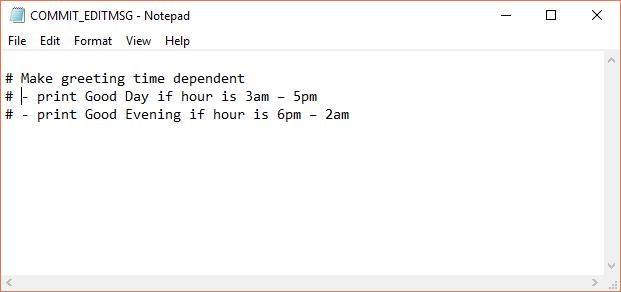 COMMIT_EDITMSG - Notepad
File Edit Format View Help
# Make greeting time dependent
# - print Good Day if hour is 3am – 5pm
# - print Good Evening if hour is 6pm – 2am